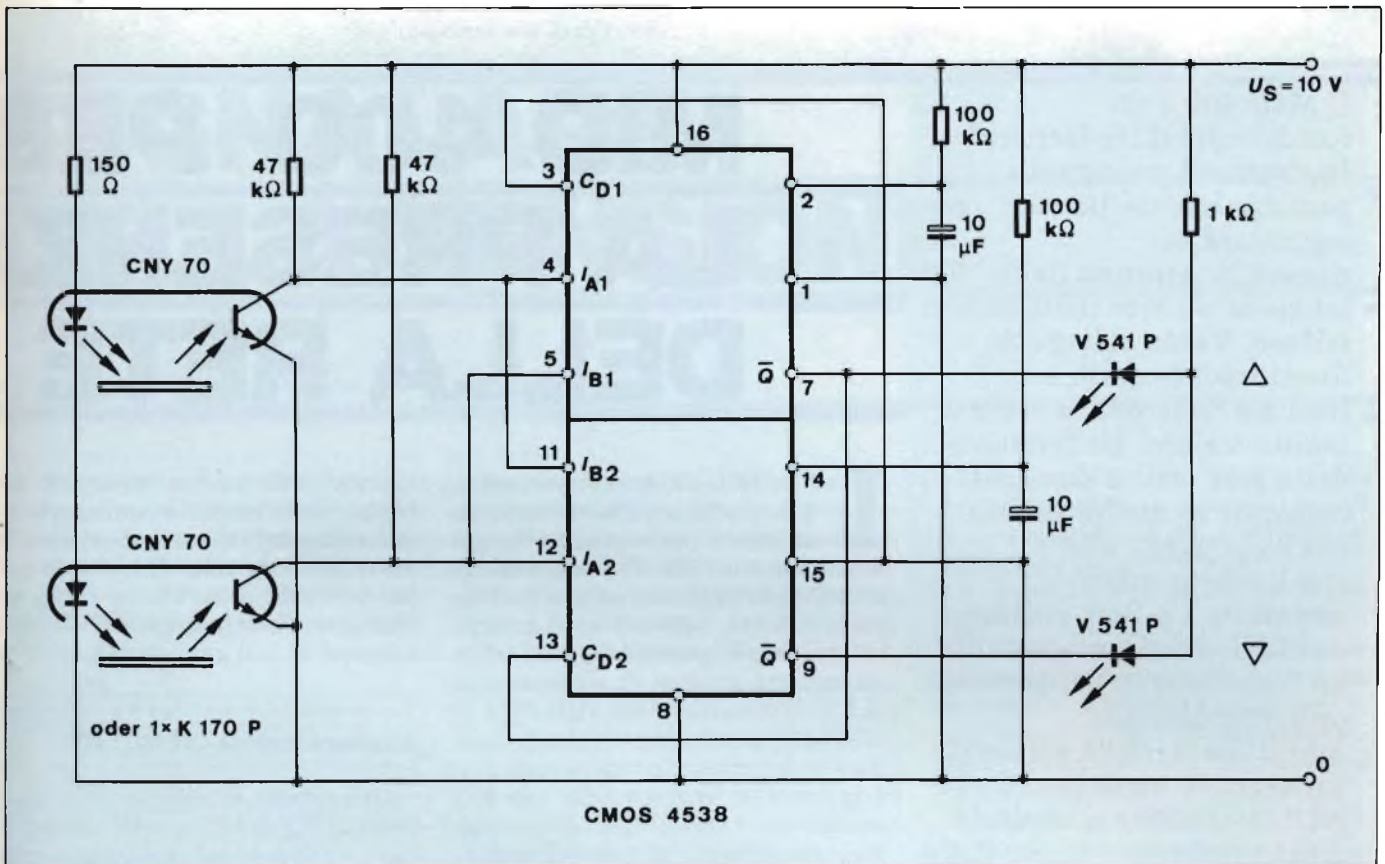 U_S = 10 V
150 Ω
47 kΩ
47 kΩ
100 kΩ
10 µF
100 kΩ
1 kΩ
16
3 C_D1
2
CNY 70
4 I_A1
1
5 I_B1
Q̅ 7
V 541 P
11 I_B2
14
10 µF
CNY 70
12 I_A2
15
13 C_D2
Q̅ 9
V 541 P
8
oder 1× K 170 P
0
CMOS 4538